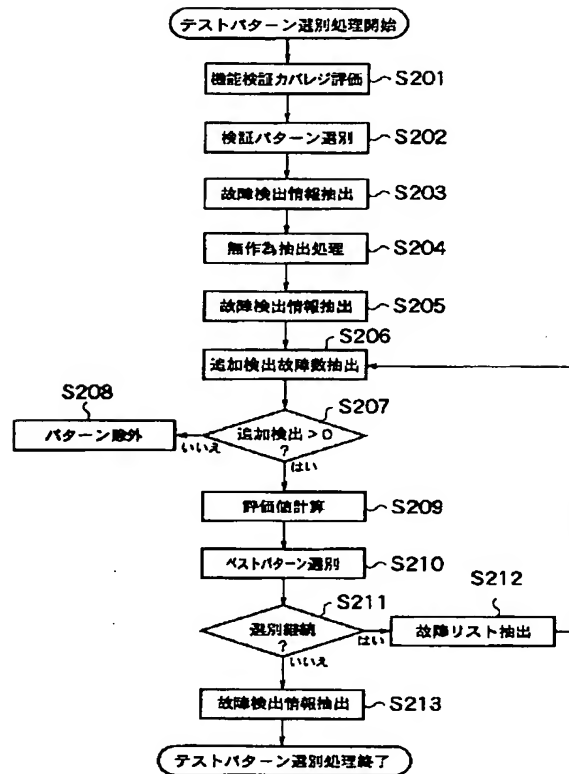 テストパターン選別処理開始
機能検証カバレジ評価 S201
検証パターン選別 S202
故障検出情報抽出 S203
無作為抽出処理 S204
故障検出情報抽出 S205
S206
追加検出故障数抽出
S208
S207
パターン除外
追加検出>0
?
いいえ
はい
評価値計算 S209
ベストパターン選別 S210
S211
S212
選別継続
?
はい
故障リスト抽出
いいえ
故障検出情報抽出 S213
テストパターン選別処理終了